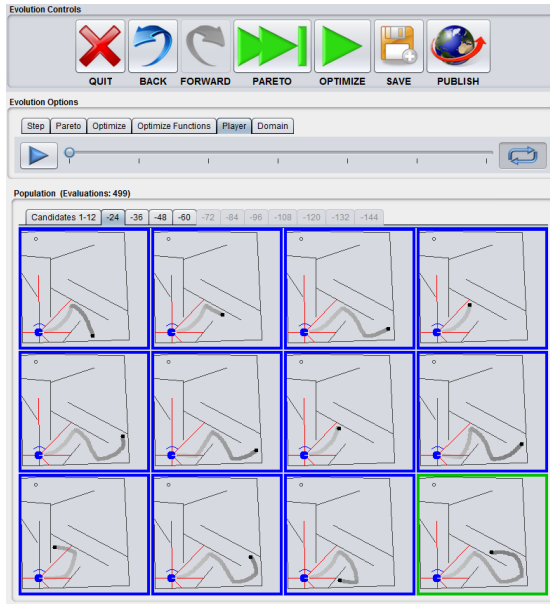 Evolution Controls
QUIT BACK FORWARD PARETO OPTIMIZE SAVE PUBLISH
Evolution Options
Step Pareto Optimize Optimize Functions Player Domain
Population (Evaluations: 499)
Candidates 1-12 -24 -36 -48 -60 -72 -84 -96 -108 -120 -132 -144